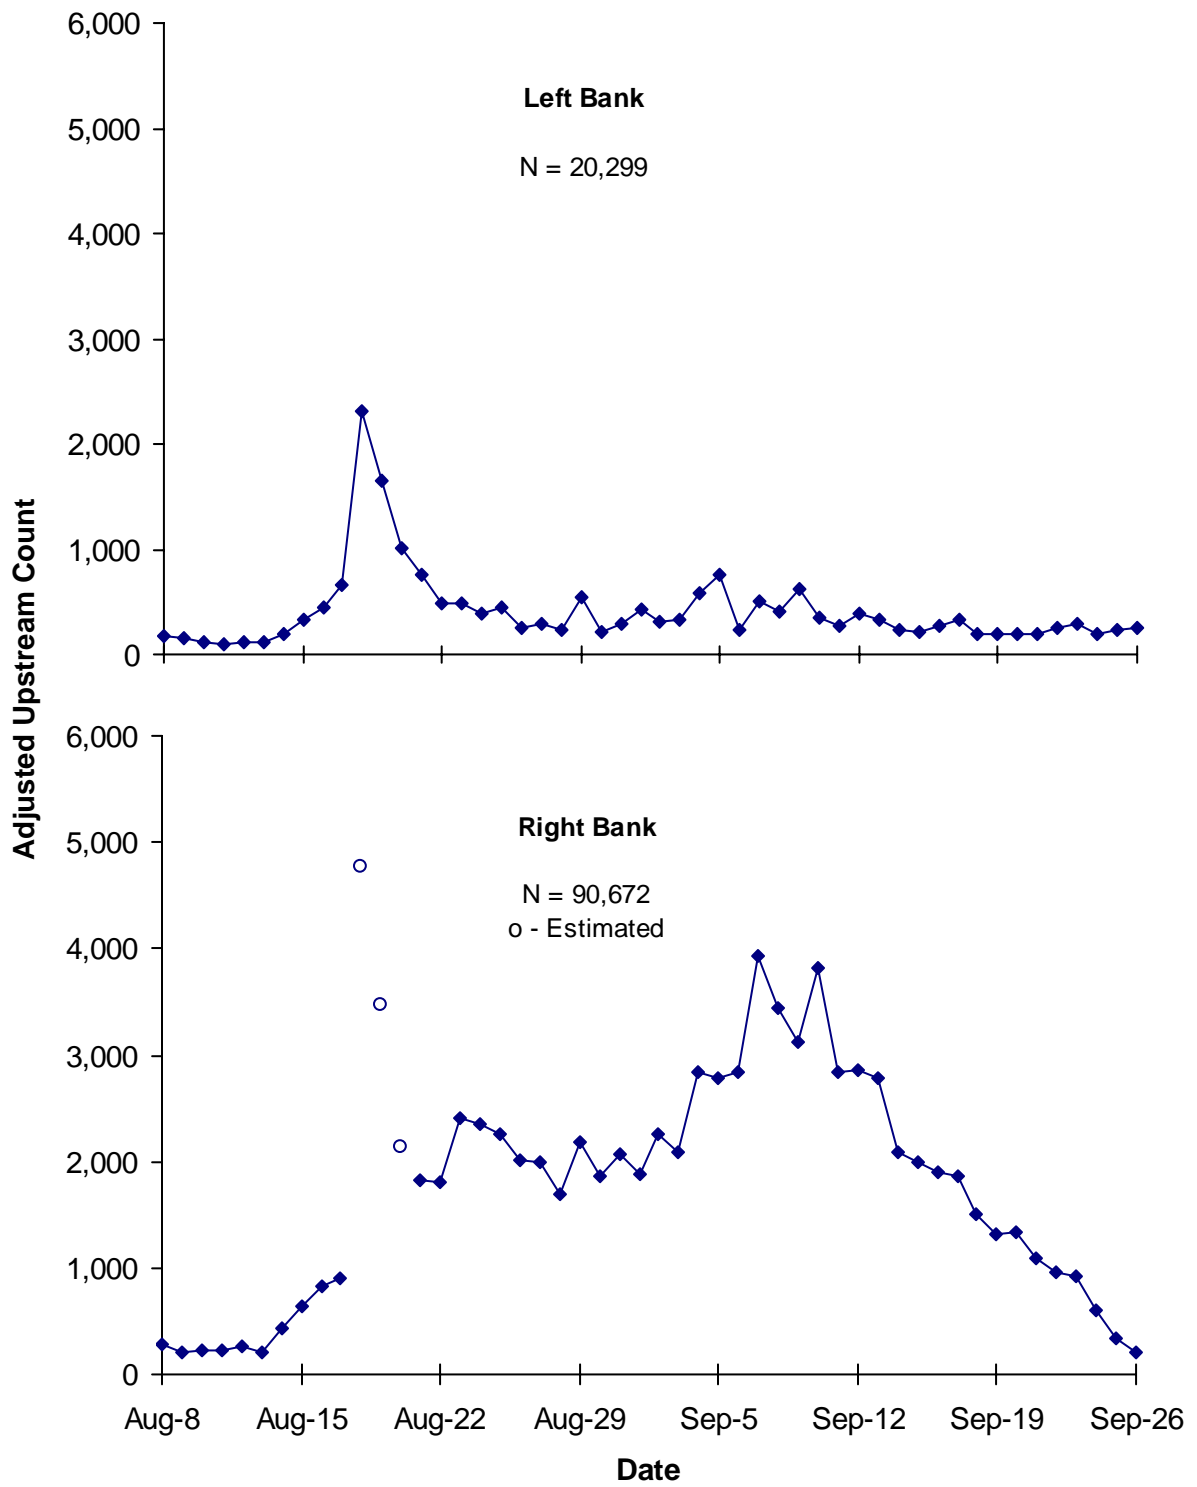 6,000
5,000
4,000
3,000
2,000
1,000
0
Left Bank
N = 20,299
Adjusted Upstream Count
6,000
5,000
4,000
3,000
2,000
1,000
0
Right Bank
N = 90,672
o - Estimated
Aug-8 Aug-15 Aug-22 Aug-29 Sep-5 Sep-12 Sep-19 Sep-26
Date